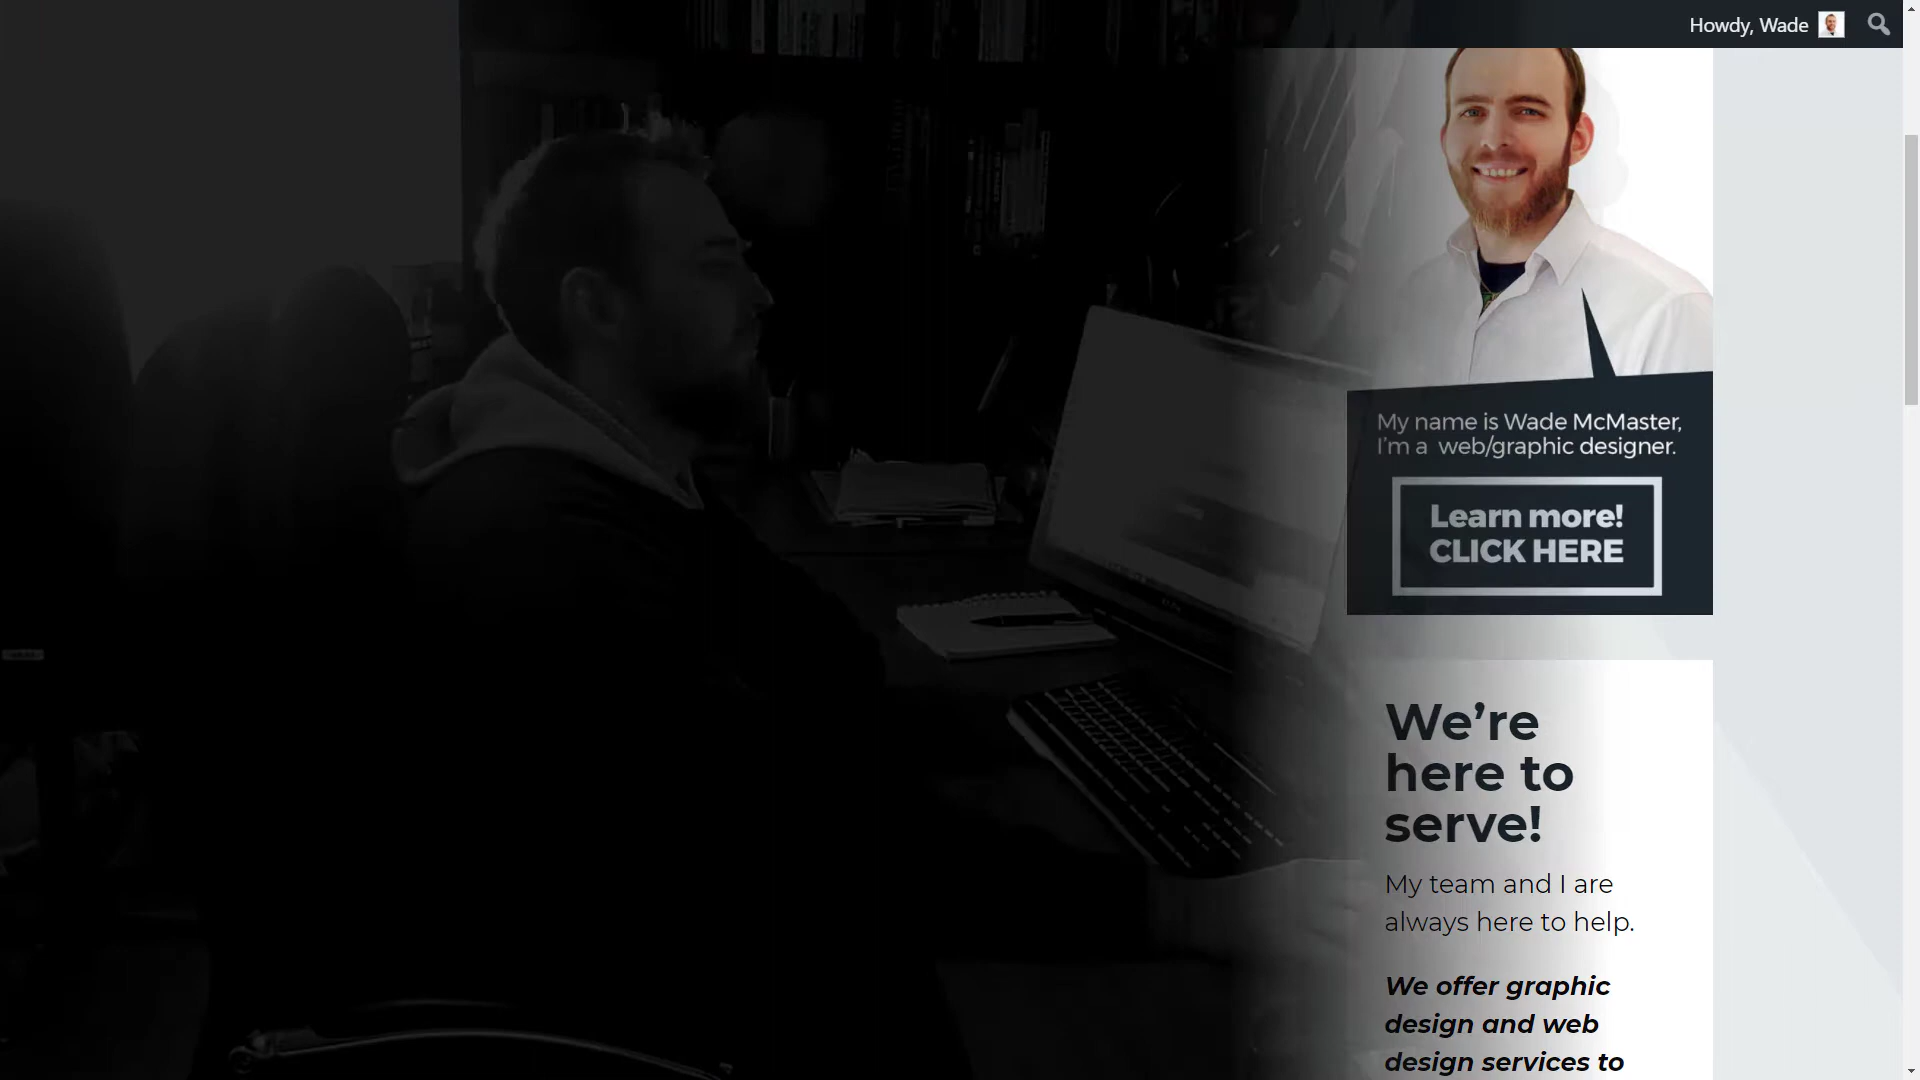 Howdy, Wade
My name is Wade McMaster,
I'm a web/graphic designer.
Learn more!
CLICK HERE
We’re
here to
serve!
My team and I are
always here to help.
We offer graphic
design and web
design services to